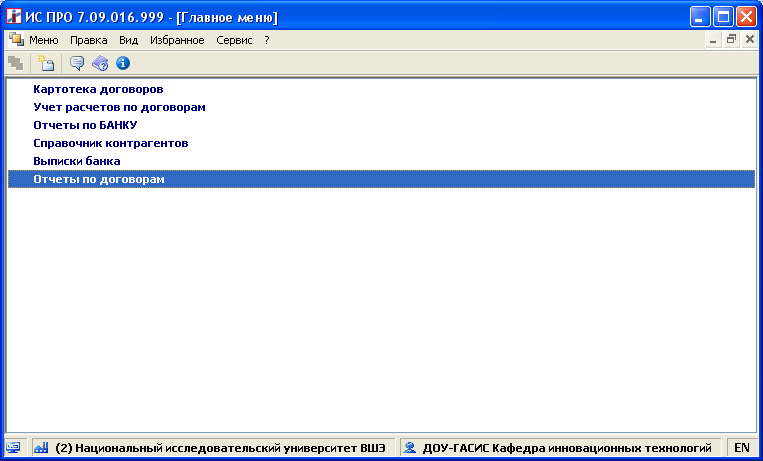 ИС ПРО 7.09.016.999 - [Главное меню]
Меню Правка Вид Избранное Сервис ?
Картотека договоров
Учет расчетов по договорам
Отчеты по БАНКУ
Справочник контрагентов
Выписки банка
Отчеты по договорам
(2) Национальный исследовательский университет ВШЭ ДОУ-ГАСИС Кафедра инновационных технологий EN